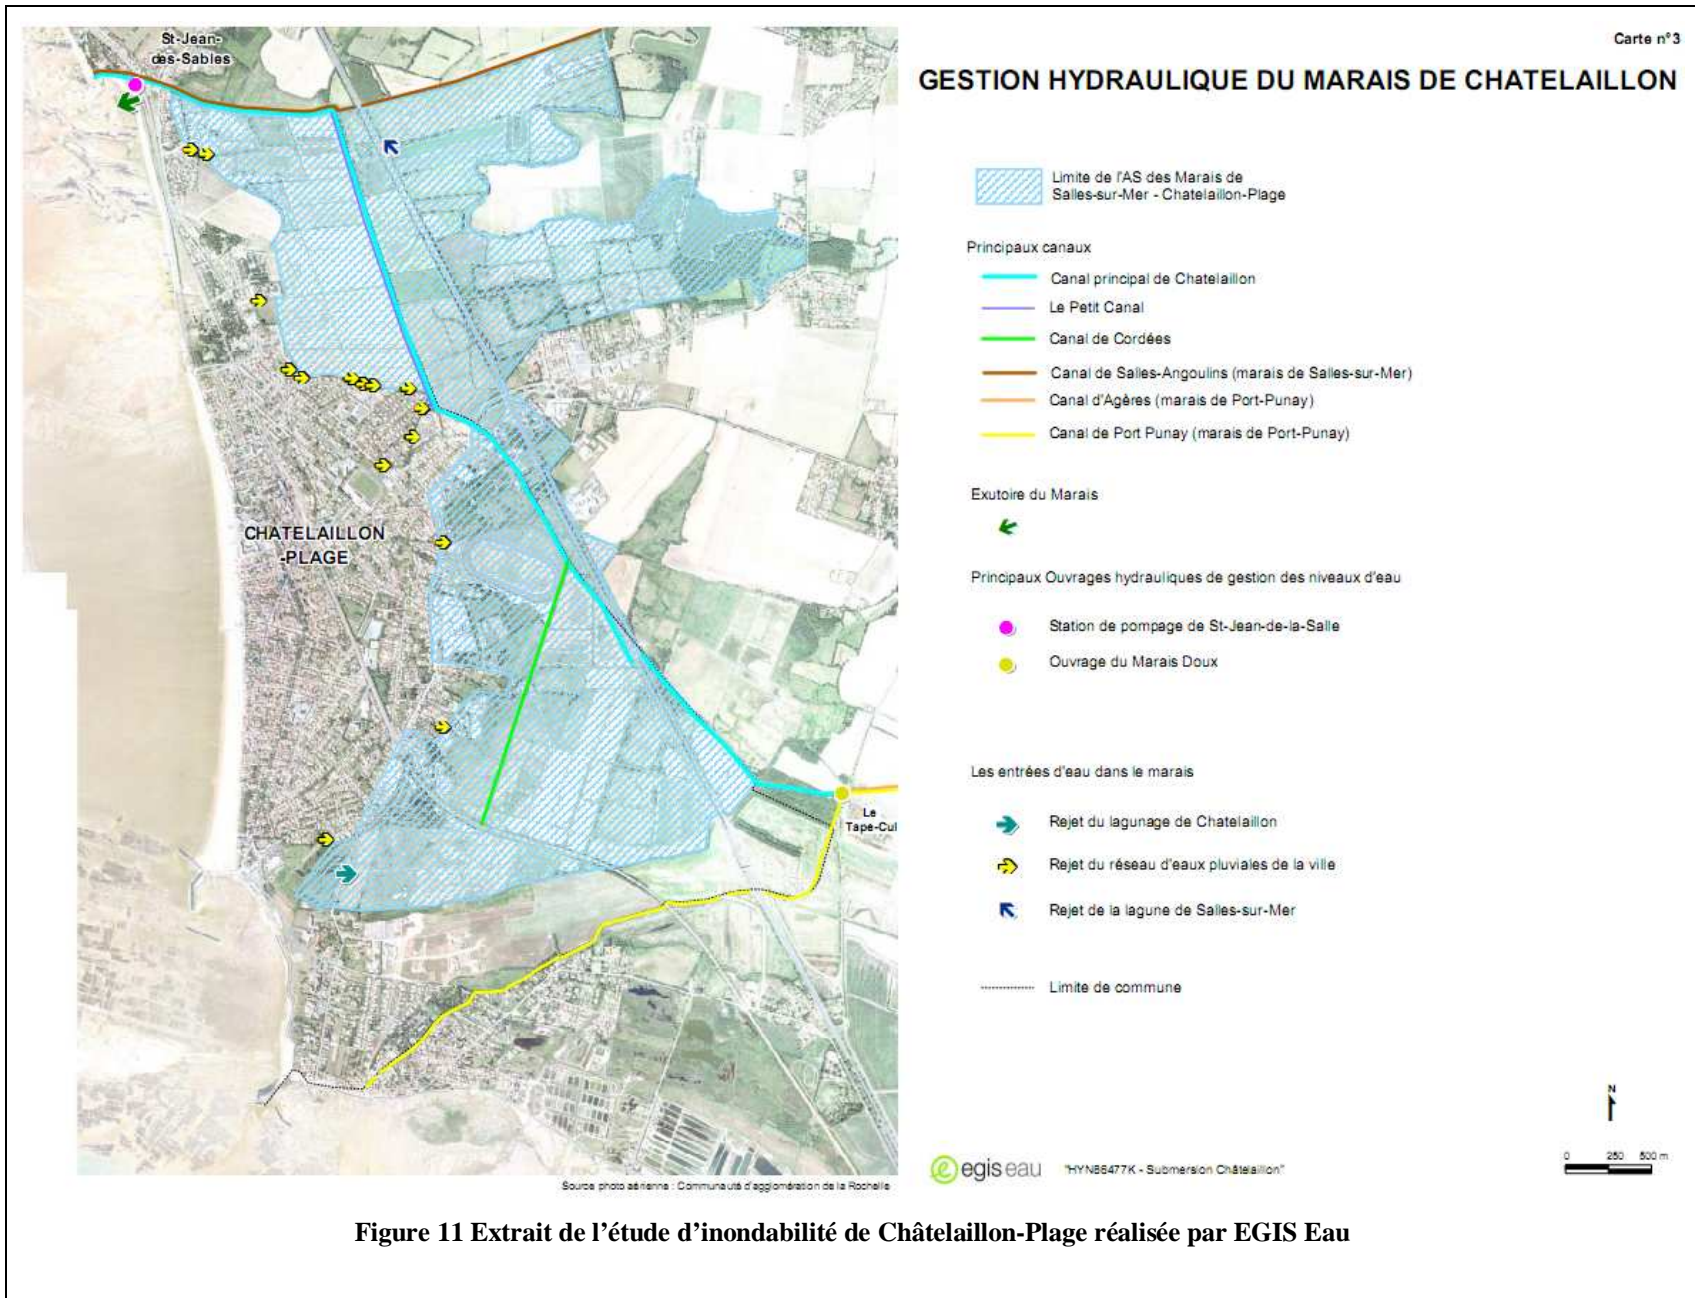 Carte n°3
GESTION HYDRAULIQUE DU MARAIS DE CHATELAILLON
St-Jean-
des-Sables
CHATELAILLON
-PLAGE
Le
Tape-Cul
Limite de l'AS des Marais de
Salles-sur-Mer - Chatelaillon-Plage
Principaux canaux
Canal principal de Chatelaillon
Le Petit Canal
Canal de Cordées
Canal de Salles-Angoulins (marais de Salles-sur-Mer)
Canal d'Agères (marais de Port-Punay)
Canal de Port Punay (marais de Port-Punay)
Exutoire du Marais
Principaux Ouvrages hydrauliques de gestion des niveaux d'eau
Station de pompage de St-Jean-de-la-Salle
Ouvrage du Marais Doux
Les entrées d'eau dans le marais
Rejet du lagunage de Chatelaillon
Rejet du réseau d'eaux pluviales de la ville
Rejet de la lagune de Salles-sur-Mer
Limite de commune
N
0 250 500 m
egis eau
"HYN86477K - Submersion Châtelaillon"
Source photo aérienne : Communauté d'agglomération de la Rochelle
Figure 11 Extrait de l'étude d'inondabilité de Châtelaillon-Plage réalisée par EGIS Eau